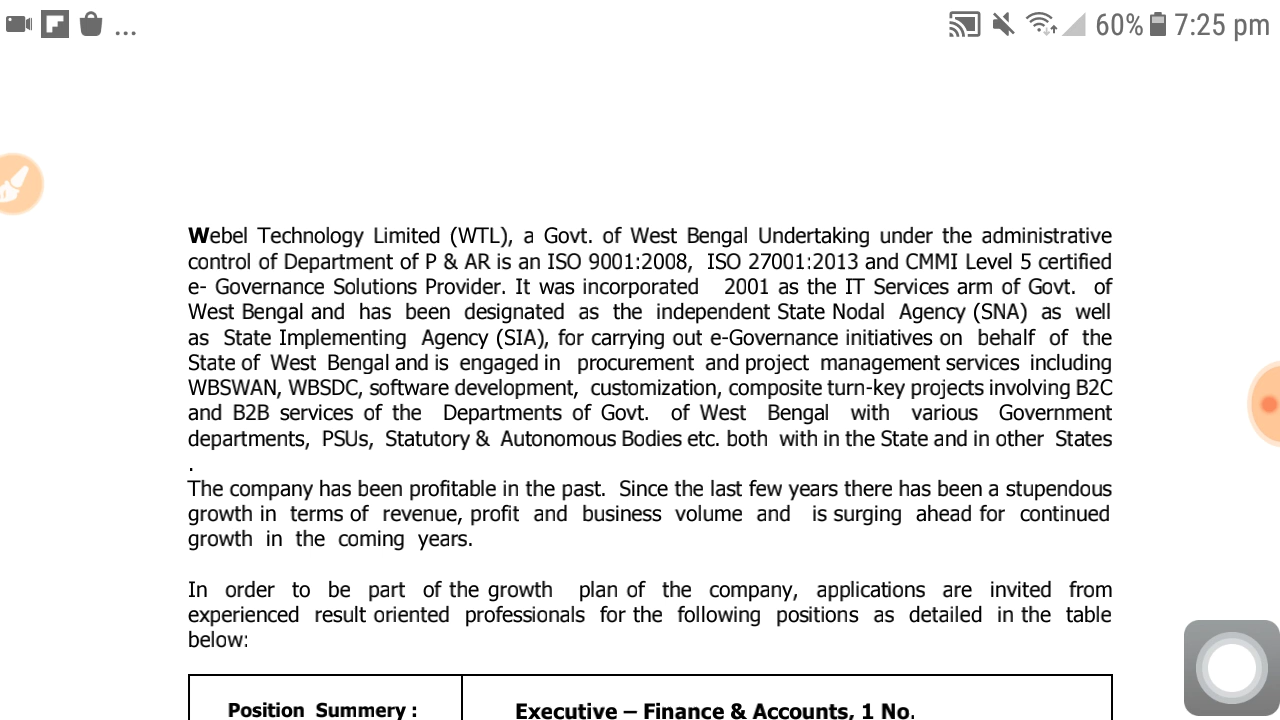 ... 60% 7:25 pm
Webel Technology Limited (WTL), a Govt. of West Bengal Undertaking under the administrative
control of Department of P & AR is an ISO 9001:2008, ISO 27001:2013 and CMMI Level 5 certified
e- Governance Solutions Provider. It was incorporated 2001 as the IT Services arm of Govt. of
West Bengal and has been designated as the independent State Nodal Agency (SNA) as well
as State Implementing Agency (SIA), for carrying out e-Governance initiatives on behalf of the
State of West Bengal and is engaged in procurement and project management services including
WBSWAN, WBSDC, software development, customization, composite turn-key projects involving B2C
and B2B services of the Departments of Govt. of West Bengal with various Government
departments, PSUs, Statutory & Autonomous Bodies etc. both with in the State and in other States
.
The company has been profitable in the past. Since the last few years there has been a stupendous
growth in terms of revenue, profit and business volume and is surging ahead for continued
growth in the coming years.
In order to be part of the growth plan of the company, applications are invited from
experienced result oriented professionals for the following positions as detailed in the table
below:
Position Summery : Executive – Finance & Accounts, 1 No.